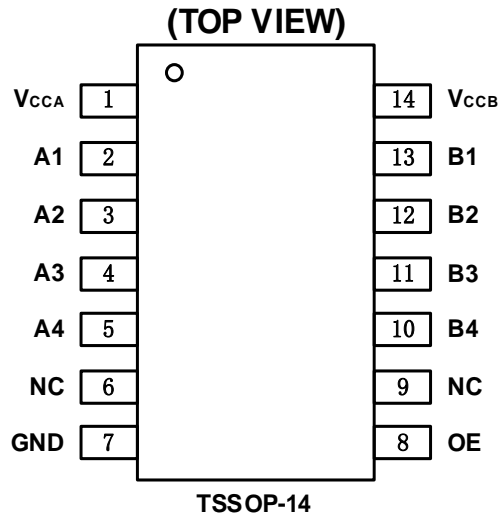 (TOP VIEW)
VCCA 1 14 VCCB
A1 2 13 B1
A2 3 12 B2
A3 4 11 B3
A4 5 10 B4
NC 6 9 NC
GND 7 8 OE
TSSOP-14